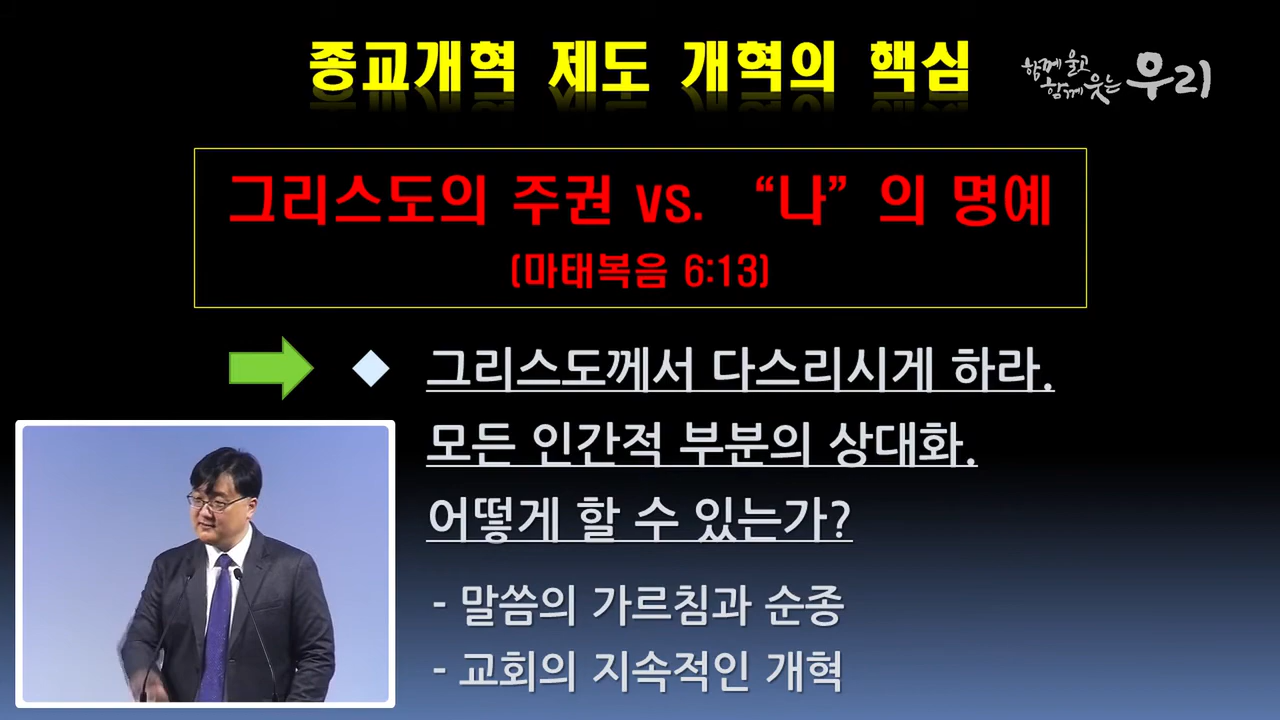 종교개혁 제도 개혁의 핵심
함께 울고
함께 웃는 우리
그리스도의 주권 vs. “나”의 명예
(마태복음 6:13)
그리스도께서 다스리시게 하라.
모든 인간적 부분의 상대화.
어떻게 할 수 있는가?
- 말씀의 가르침과 순종
- 교회의 지속적인 개혁